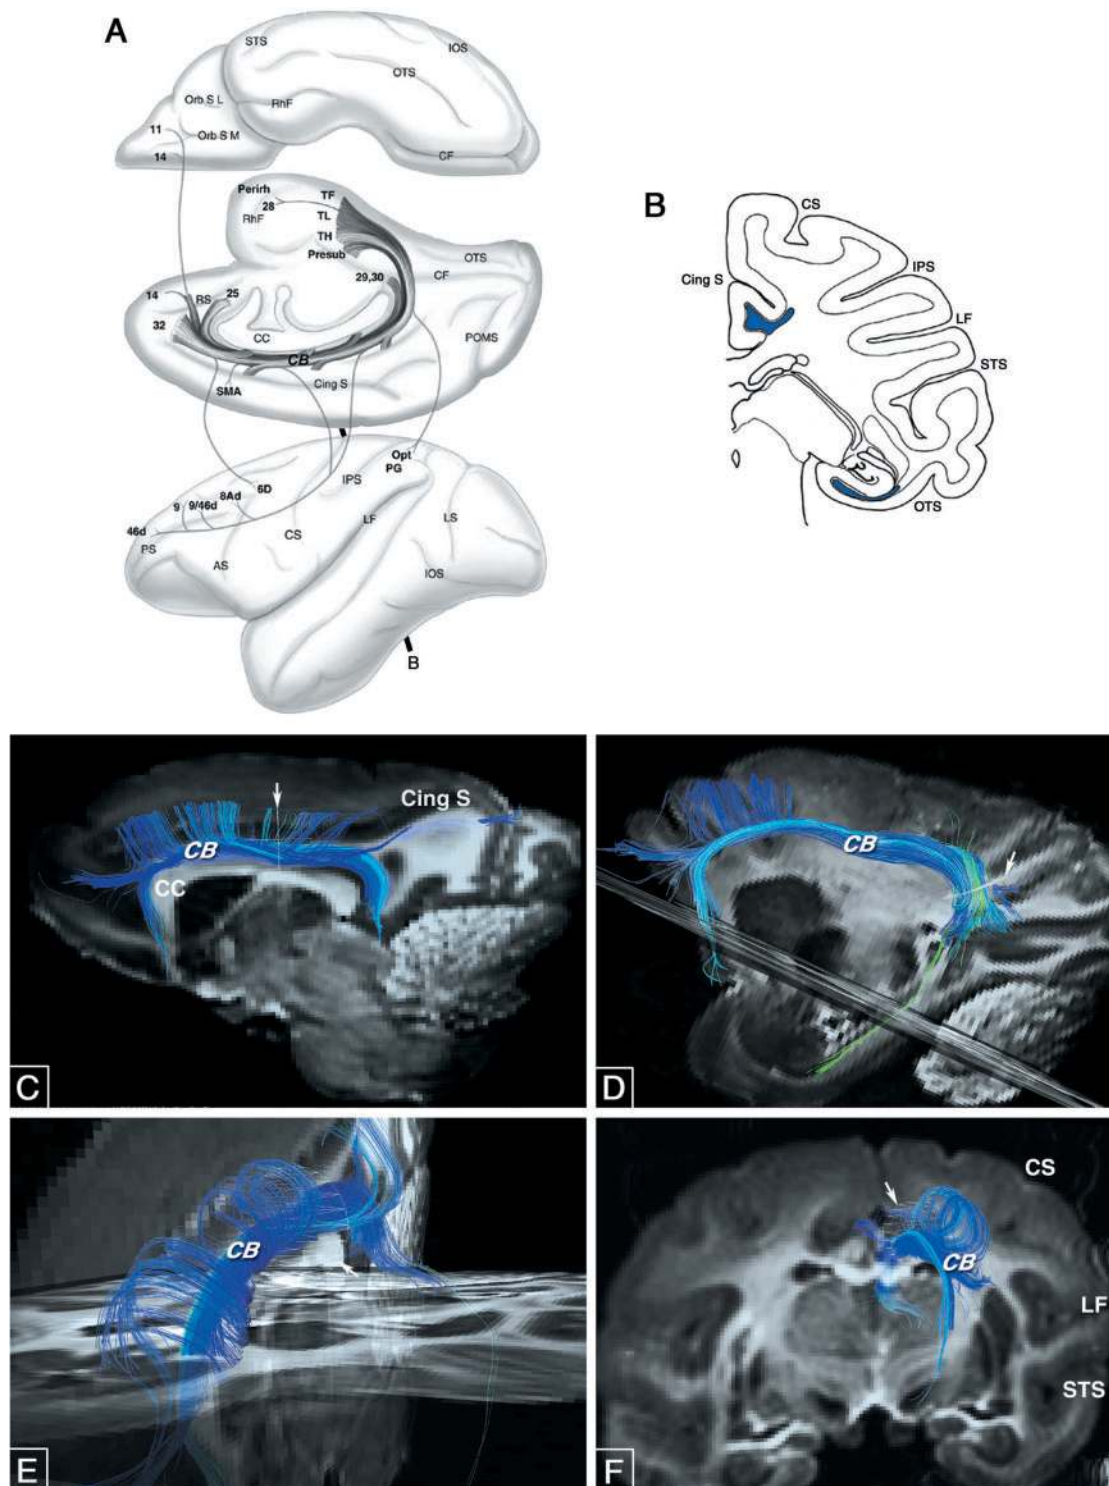 A
STS
IOS
OTS
Orb S L
RhF
11
Orb S M
14
CF
Perirh
TF
28
RhF
TL
TH
Presub
OTS
29,30
CF
14
RS
25
32
CC
POMS
CB
Cing S
SMA
Opt
PG
IPS
6D
8Ad
9/46d
9
LS
LF
46d
CS
PS
AS
IOS
B
B
CS
Cing S
IPS
LF
STS
OTS
Cing S
CB
CC
C
CB
D
CB
E
CS
CB
LF
STS
F